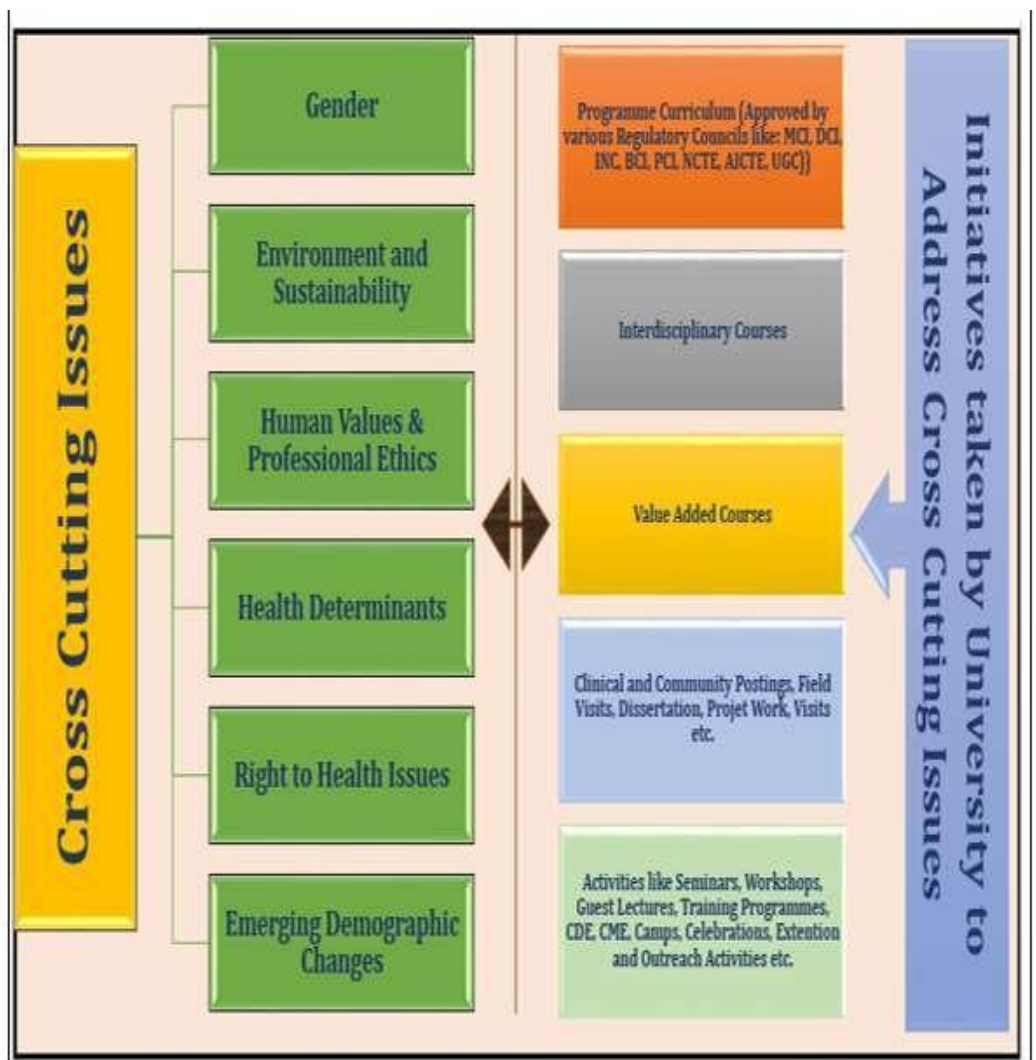 Cross Cutting Issues
Gender
Environment and
Sustainability
Human Values &
Professional Ethics
Health Determinants
Right to Health Issues
Emerging Demographic
Changes
Programme Curriculum (Approved by
various Regulatory Councils like: MCI, DCI,
INC, BCI, PCI, NCTE, AICTE, UGC))
Interdisciplinary Courses
Value Added Courses
Clinical and Community Postings, Field
Visits, Dissertation, Projet Work, Visits
etc.
Activities like Seminars, Workshops,
Guest Lectures, Training Programmes,
CDE, CME, Camps, Celebrations, Extention
and Outreach Activities etc.
Initiatives taken by University to
Address Cross Cutting Issues